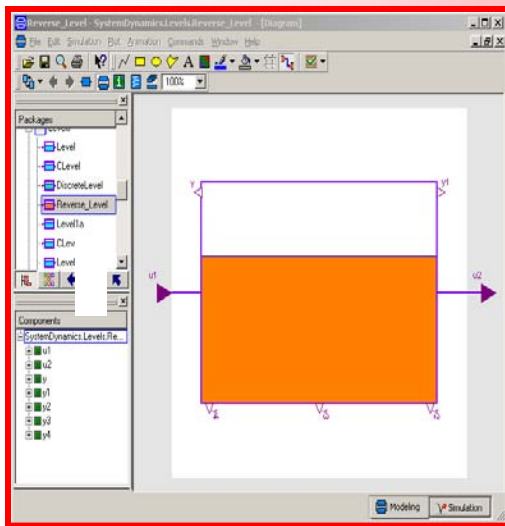 Reverse_Level - SystemDynamics.Levels.Reverse_Level - [Diagram]
File Edit Simulation Plot Animation Commands Window Help
100%
Packages
Level
CLevel
DiscreteLevel
Reverse_Level
Level1a
CLev
Level
Components
SystemDynamics.Levels.Re...
u1
u2
y
y1
y2
y3
y4
y
y1
u1
u2
Modeling
Simulation